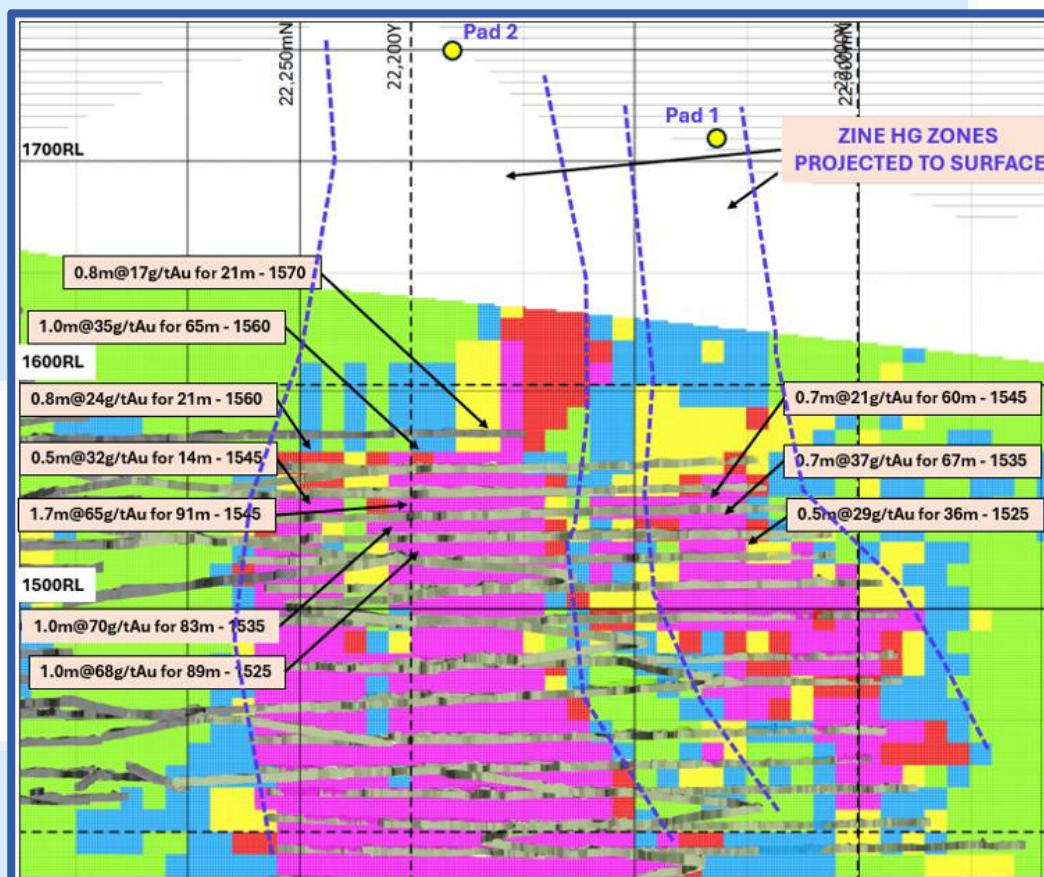 Pad 2
22,250mN
22,200Y
Pad 1
1700RL
ZINE HG ZONES
PROJECTED TO SURFACE
0.8m@17g/tAu for 21m - 1570
1.0m@35g/tAu for 65m - 1560
1600RL
0.8m@24g/tAu for 21m - 1560
0.7m@21g/tAu for 60m - 1545
0.5m@32g/tAu for 14m - 1545
0.7m@37g/tAu for 67m - 1535
1.7m@65g/tAu for 91m - 1545
0.5m@29g/tAu for 36m - 1525
1500RL
1.0m@70g/tAu for 83m - 1535
1.0m@68g/tAu for 89m - 1525